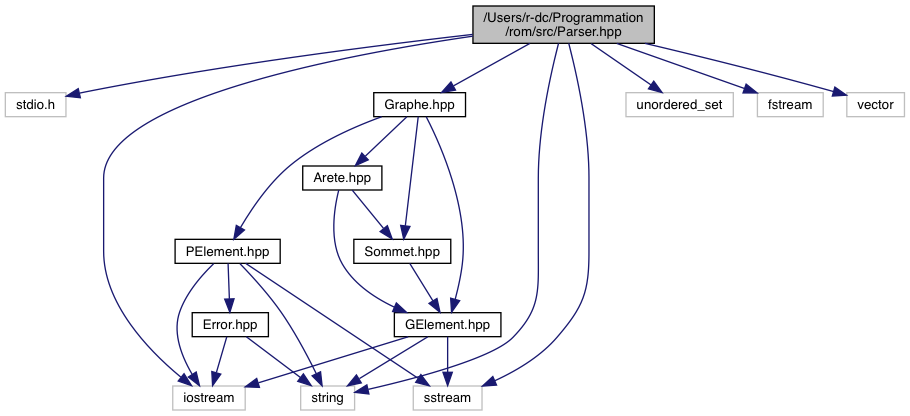 /Users/r-dc/Programmation
/rom/src/Parser.hpp
stdio.h
Graphe.hpp
unordered_set
fstream
vector
Arete.hpp
PElement.hpp
Sommet.hpp
Error.hpp
GElement.hpp
iostream
string
sstream